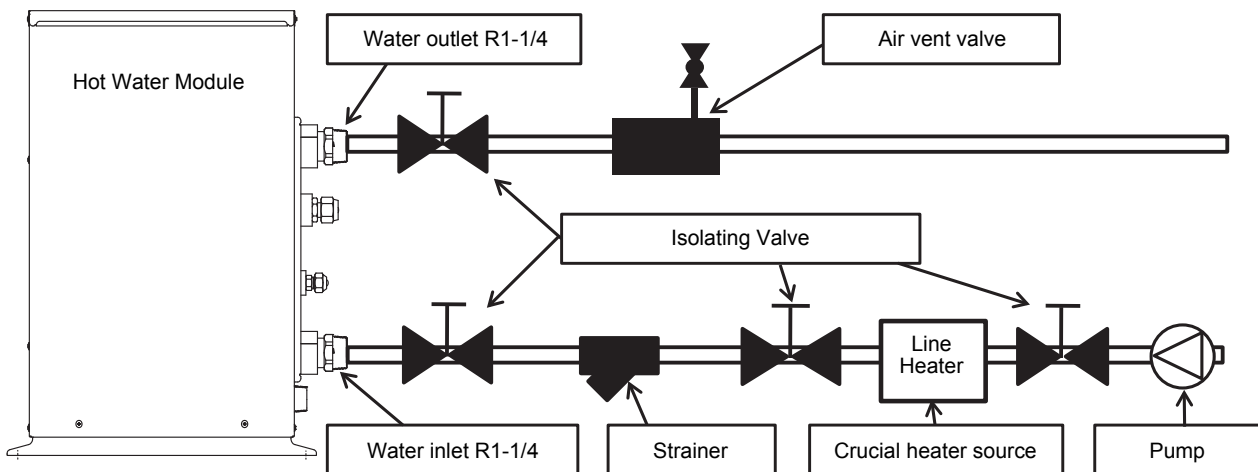 Water outlet R1-1/4
Air vent valve
Hot Water Module
Isolating Valve
Line
Heater
Water inlet R1-1/4
Strainer
Crucial heater source
Pump